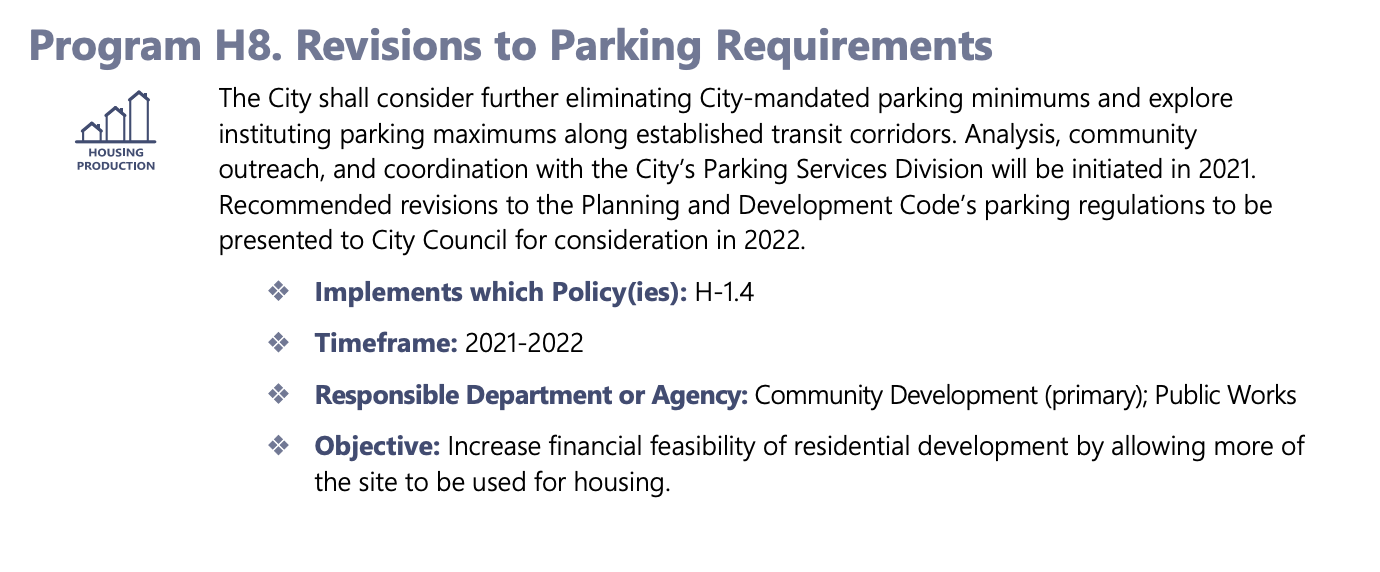 Program H8. Revisions to Parking Requirements
HOUSING
PRODUCTION
The City shall consider further eliminating City-mandated parking minimums and explore
instituting parking maximums along established transit corridors. Analysis, community
outreach, and coordination with the City’s Parking Services Division will be initiated in 2021.
Recommended revisions to the Planning and Development Code’s parking regulations to be
presented to City Council for consideration in 2022.
❖ Implements which Policy(ies): H-1.4
❖ Timeframe: 2021-2022
❖ Responsible Department or Agency: Community Development (primary); Public Works
❖ Objective: Increase financial feasibility of residential development by allowing more of
the site to be used for housing.